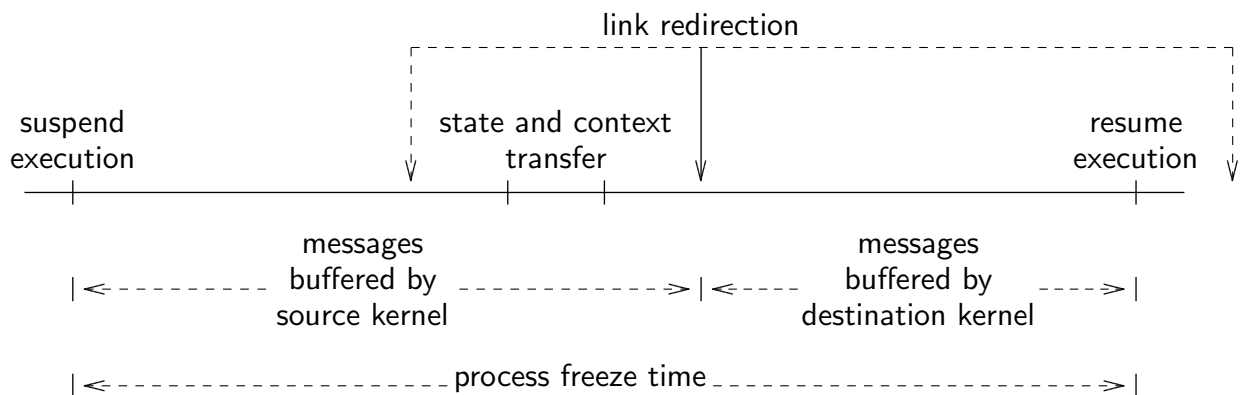 link redirection
suspend
execution
state and context
transfer
resume
execution
messages
buffered by
source kernel
messages
buffered by
destination kernel
process freeze time